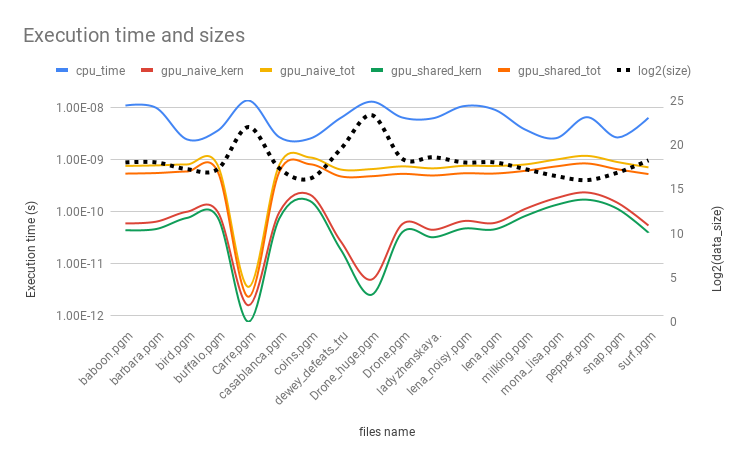 Execution time and sizes
cpu_time gpu_naive_kern gpu_naive_tot gpu_shared_kern gpu_shared_tot log2(size)
1.00E-08
1.00E-09
1.00E-10
1.00E-11
1.00E-12
Execution time (s)
25
20
15
10
5
0
Log2(data_size)
baboon.pgm
barbara.pgm
bird.pgm
buffalo.pgm
Carre.pgm
casablanca.pgm
coins.pgm
dewey_defeats_tru
Drone_huge.pgm
Drone.pgm
ladyzhenskaya.
lena_noisy.pgm
lena.pgm
milking.pgm
mona_lisa.pgm
pepper.pgm
snap.pgm
surf.pgm
files name